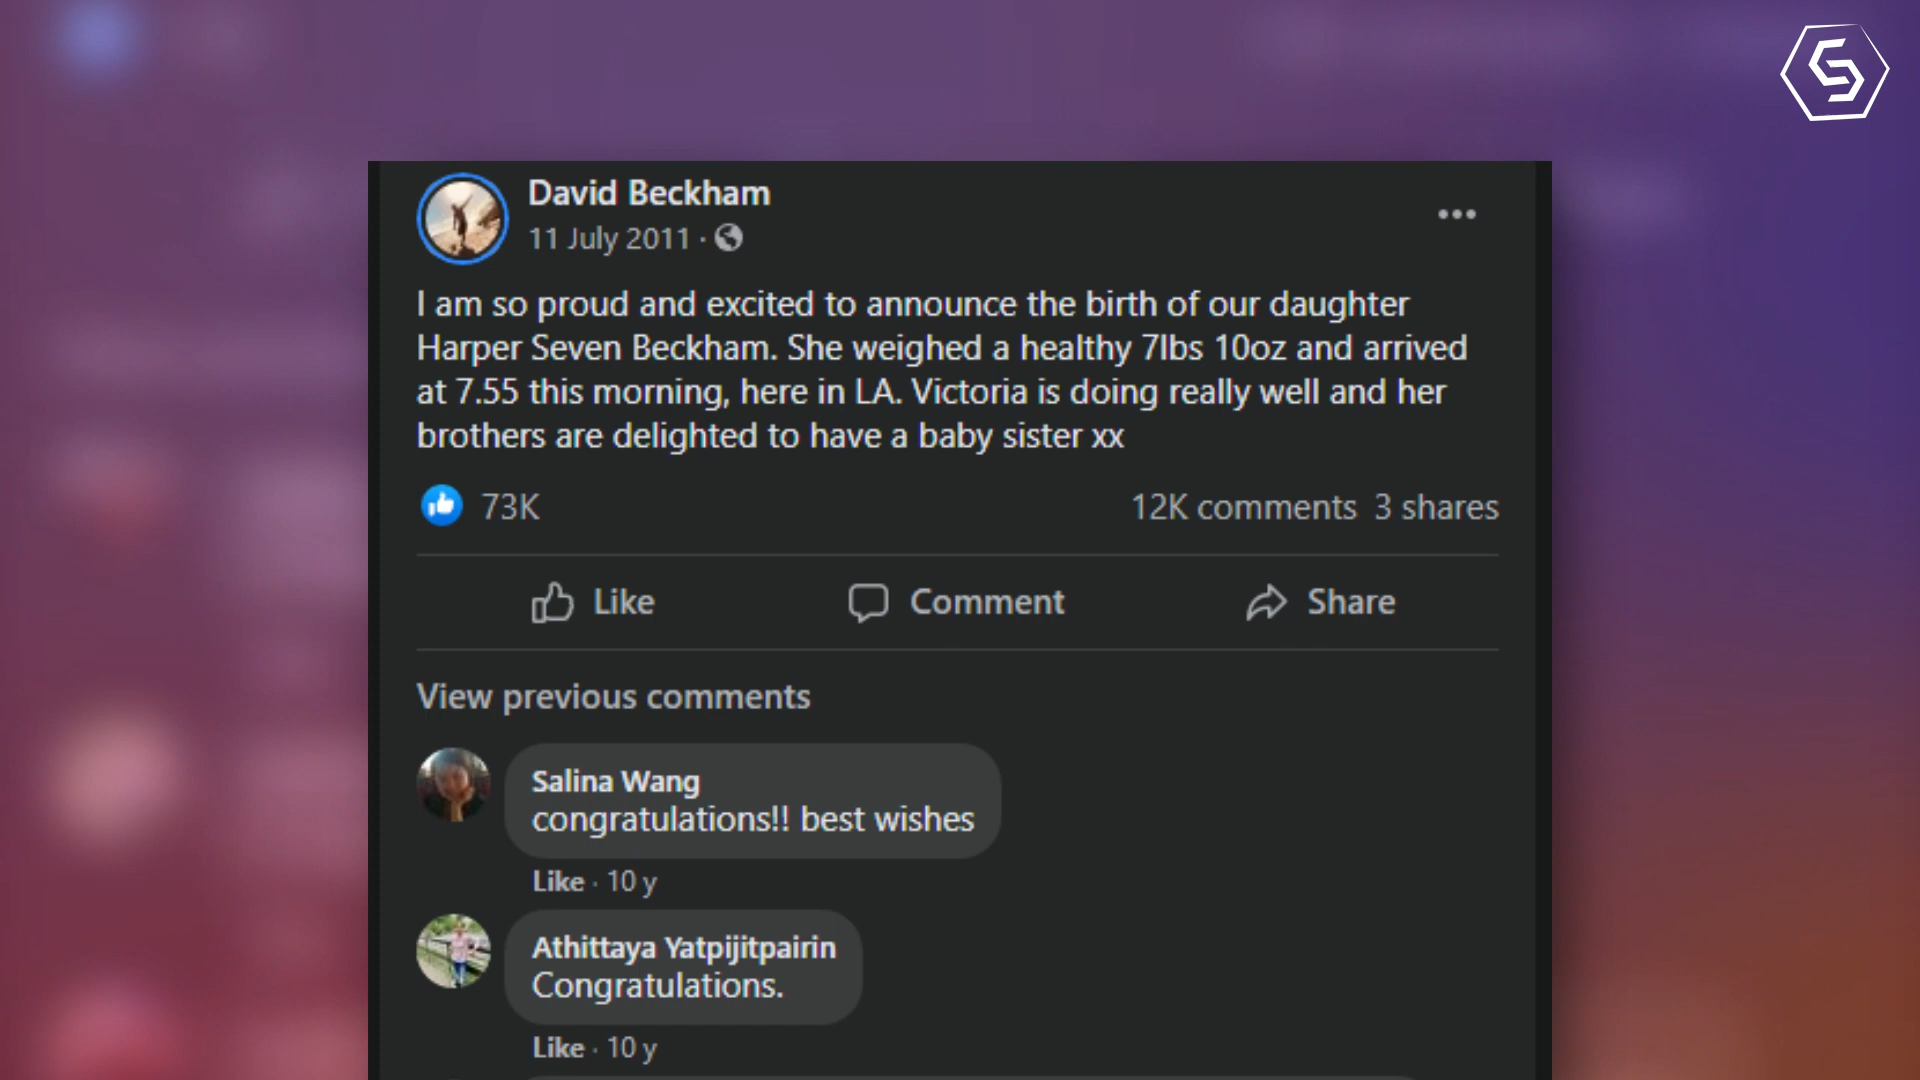 David Beckham
11 July 2011 ·
I am so proud and excited to announce the birth of our daughter
Harper Seven Beckham. She weighed a healthy 7lbs 10oz and arrived
at 7.55 this morning, here in LA. Victoria is doing really well and her
brothers are delighted to have a baby sister xx
73K
12K comments 3 shares
Like
Comment
Share
View previous comments
Salina Wang
congratulations!! best wishes
Like · 10 y
Athittaya Yatpijitpairin
Congratulations.
Like · 10 y